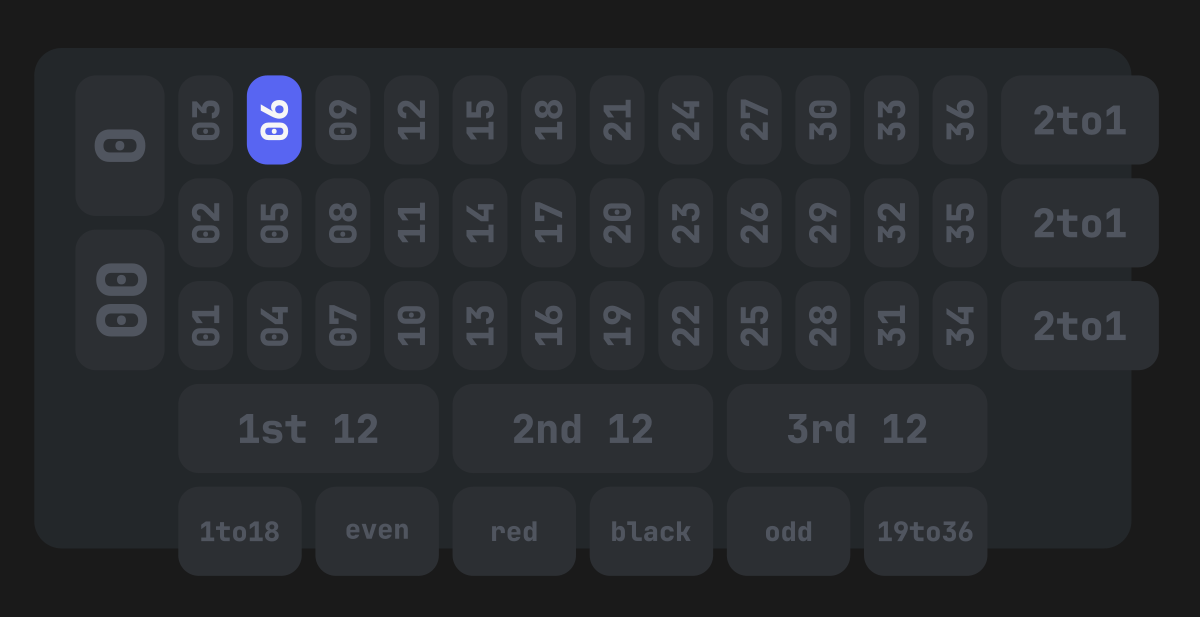 0
03 06 09 12 15 18 21 24 27 30 33 36 2to1
02 05 08 11 14 17 20 23 26 29 32 35 2to1
00
01 04 07 10 13 16 19 22 25 28 31 34 2to1
1st 12 2nd 12 3rd 12
1to18 even red black odd 19to36